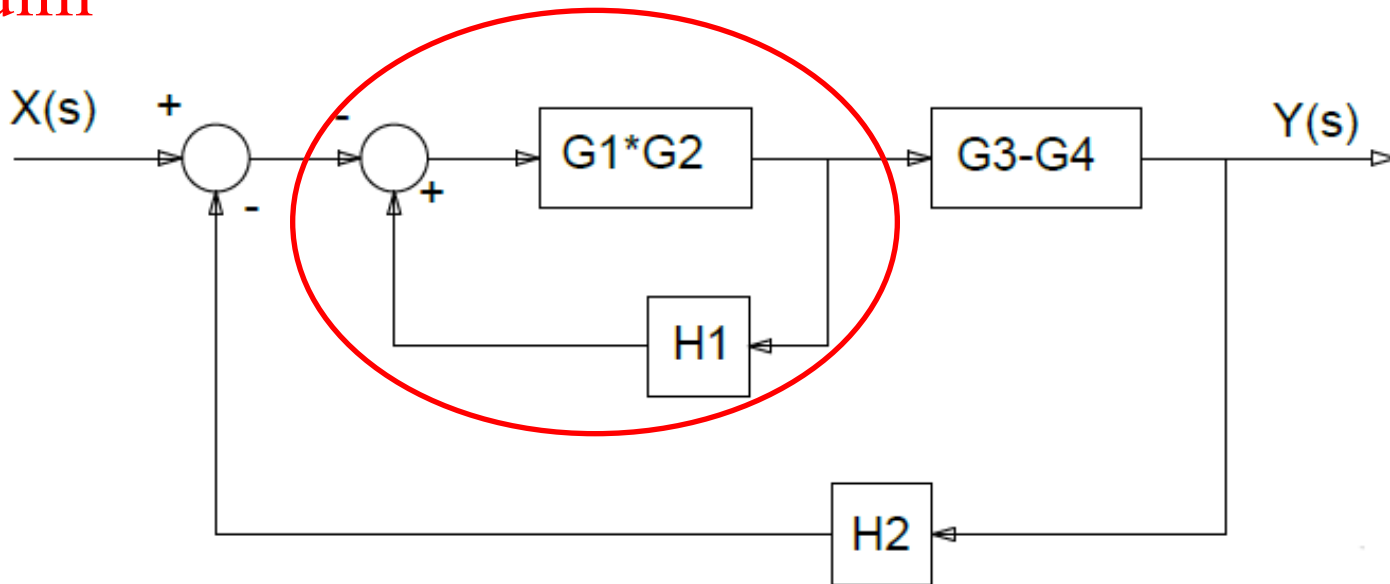 X(s)
+
-
-
+
G1*G2
G3-G4
Y(s)
H1
H2